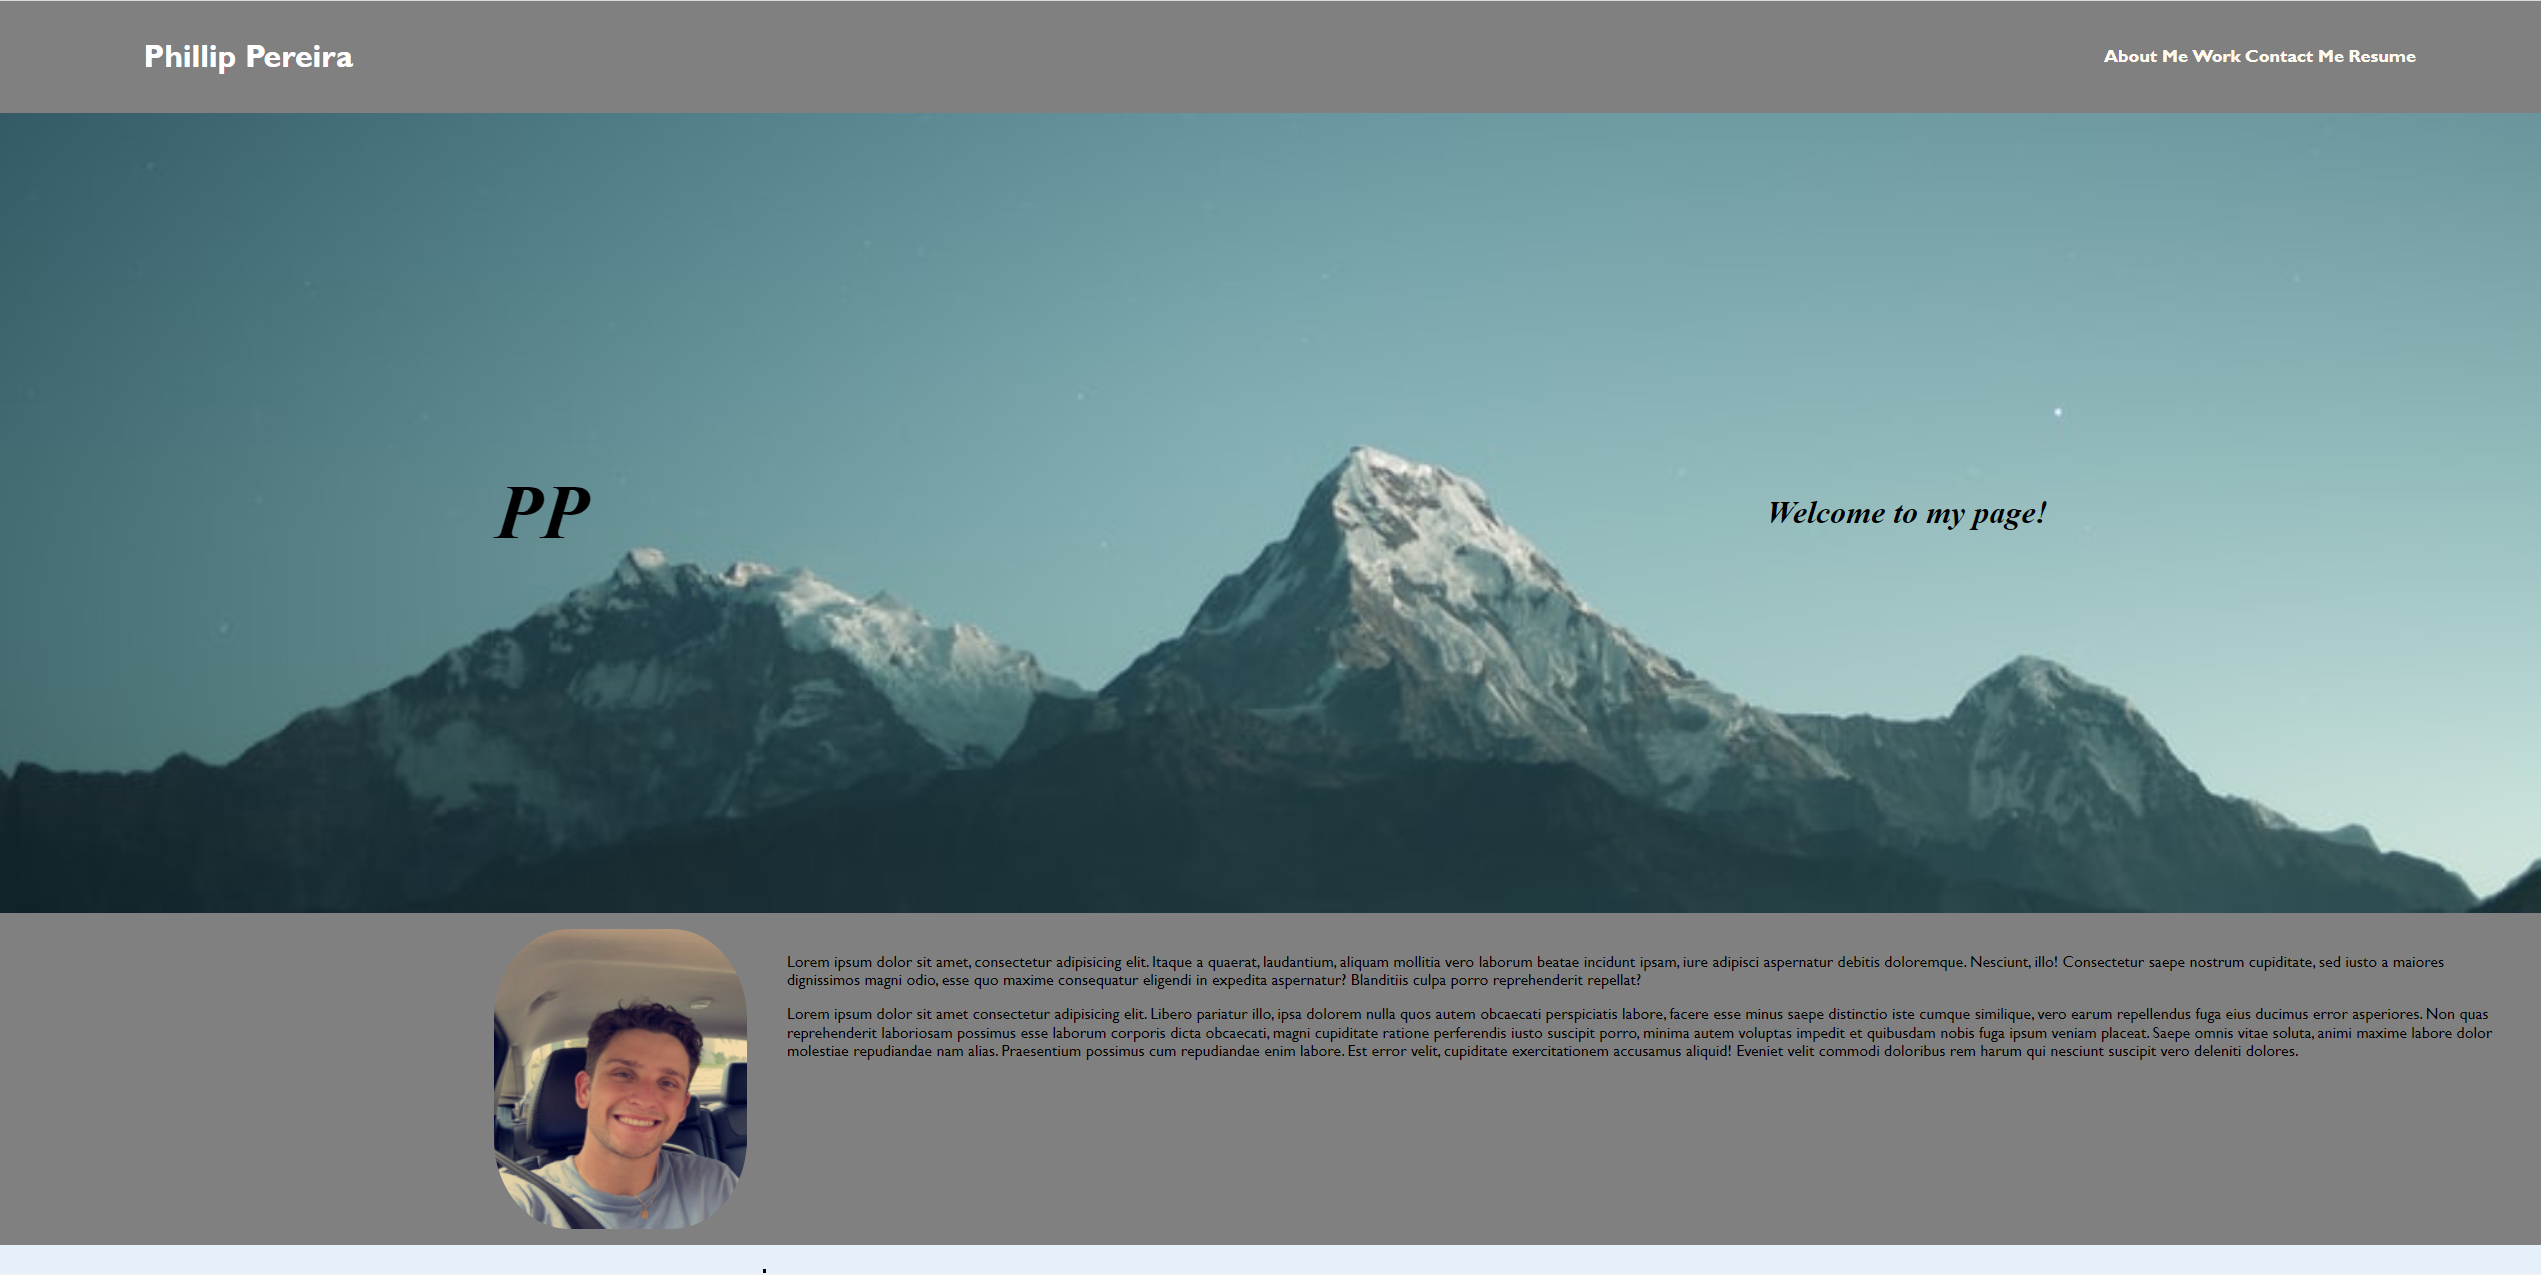 Phillip Pereira
About Me Work Contact Me Resume
PP
Welcome to my page!
Lorem ipsum dolor sit amet, consectetur adipisicing elit. Itaque a quaerat, laudantium, aliquam mollitia vero laborum beatae incidunt ipsam, iure adipisci aspernatur debitis doloremque. Nesciunt, illo! Consectetur saepe nostrum cupiditate, sed iusto a maiores
dignissimos magni odio, esse quo maxime consequatur eligendi in expedita aspernatur? Blanditiis culpa porro reprehenderit repellat?
Lorem ipsum dolor sit amet consectetur adipisicing elit. Libero pariatur illo, ipsa dolorem nulla quos autem obcaecati perspiciatis labore, facere esse minus saepe distinctio iste cumque similique, vero earum repellendus fuga eius ducimus error asperiores. Non quas
reprehenderit laboriosam possimus esse laborum corporis dicta obcaecati, magni cupiditate ratione perferendis iusto suscipit porro, minima autem voluptas impedit et quibusdam nobis fuga ipsum veniam placeat. Saepe omnis vitae soluta, animi maxime labore dolor
molestiae repudiandae nam alias. Praesentium possimus cum repudiandae enim labore. Est error velit, cupiditate exercitationem accusamus aliquid! Eveniet velit commodi doloribus rem harum qui nesciunt suscipit vero deleniti dolores.